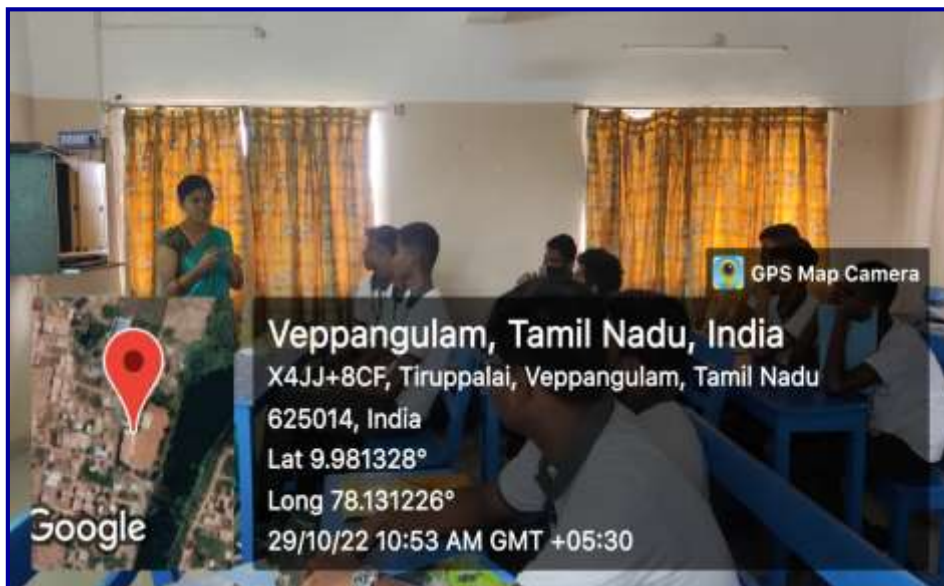 GPS Map Camera
Veppangulam, Tamil Nadu, India
X4JJ+8CF, Tiruppalai, Veppangulam, Tamil Nadu
625014, India
Lat 9.981328°
Long 78.131226°
29/10/22 10:53 AM GMT +05:30
Google